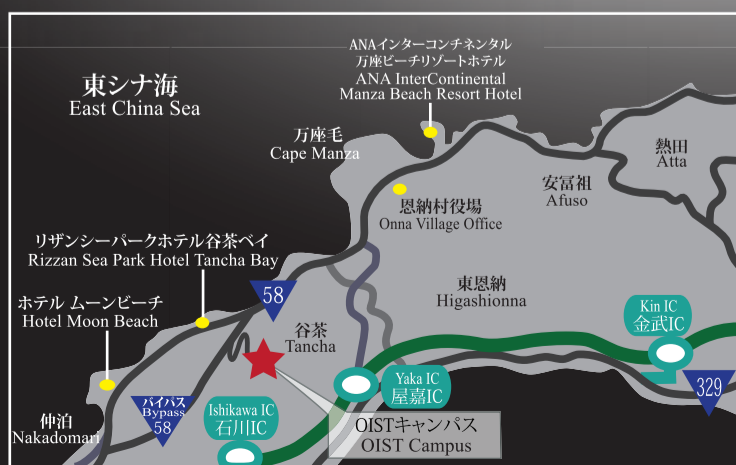 ANAインターコンチネンタル
万座ビーチリゾートホテル
ANA InterContinental
Manza Beach Resort Hotel
東シナ海
East China Sea
万座毛
Cape Manza
熱田
Atta
安冨祖
Afuso
恩納村役場
Onna Village Office
リザンシーパークホテル谷茶ベイ
Rizzan Sea Park Hotel Tancha Bay
東恩納
Higashionna
58
ホテル ムーンビーチ
Hotel Moon Beach
Kin IC
金武IC
谷茶
Tancha
Yaka IC
屋嘉IC
329
バイパス
Bypass
58
Ishikawa IC
石川IC
仲泊
Nakadomari
OISTキャンパス
OIST Campus